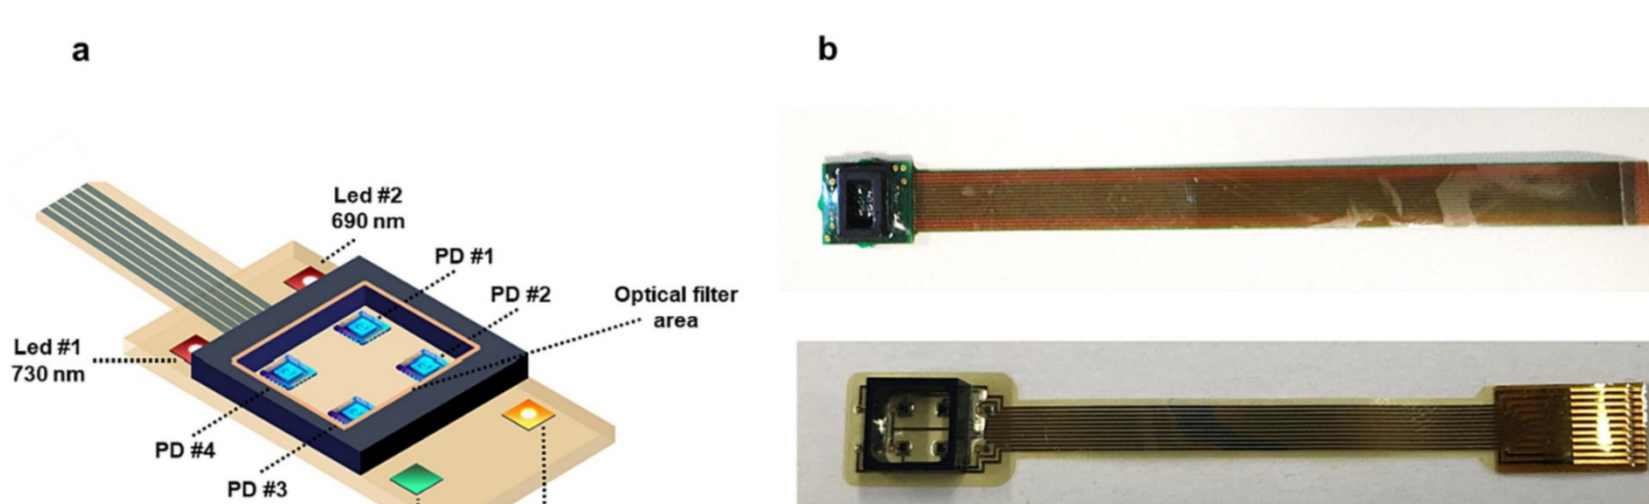 a
b
Led #2
690 nm
PD #1
PD #2
Optical filter
area
Led #1
730 nm
PD #4
PD #3